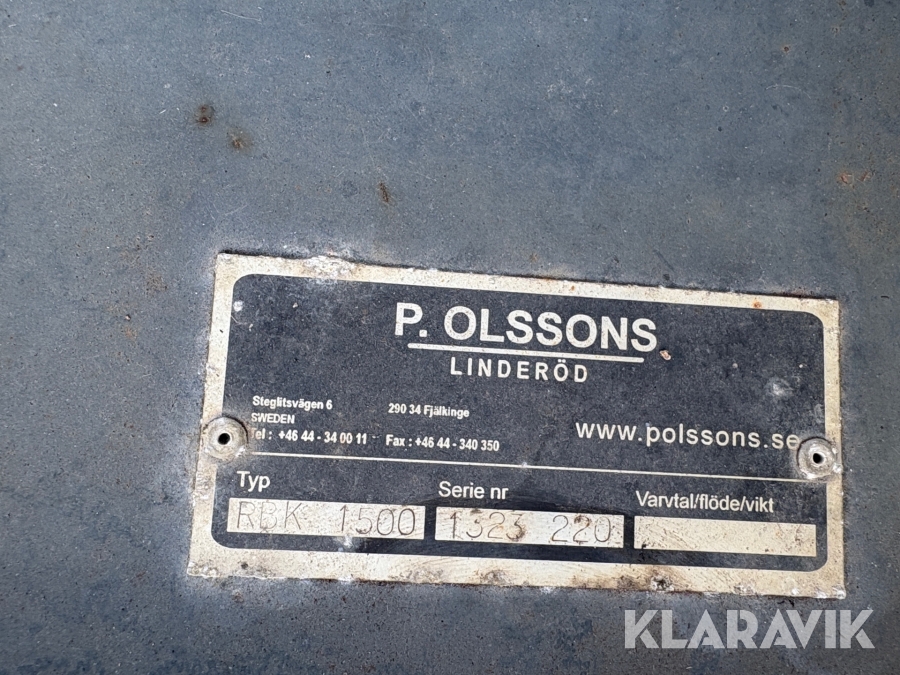 P. OLSSONS
LINDERÖD
Steglitsvägen 6 290 34 Fjälkinge
SWEDEN
Tel : +46 44 - 34 00 11 Fax : +46 44 - 340 350
www.polssons.se
Typ Serie nr Varvtal/flöde/vikt
RBK 1500 1323 220
KLARAVIK